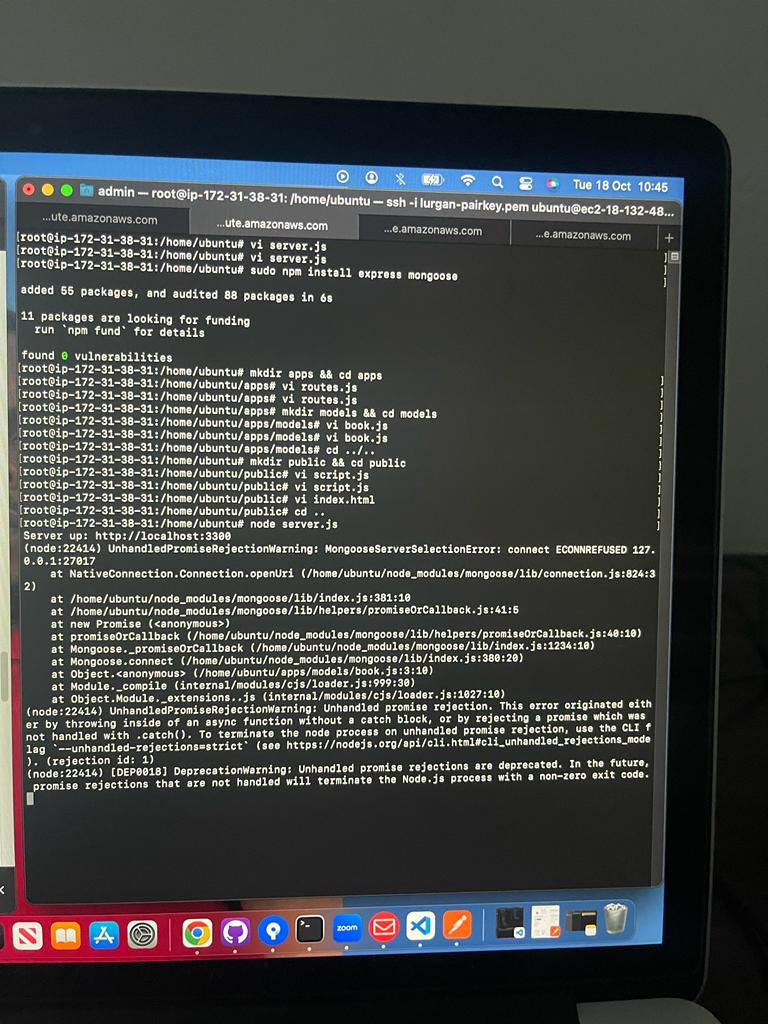 Tue 18 Oct 10:45
admin — root@ip-172-31-38-31: /home/ubuntu — ssh -i lurgan-pairkey.pem ubuntu@ec2-18-132-48...
...ute.amazonaws.com ...ute.amazonaws.com ...e.amazonaws.com ...e.amazonaws.com +
[root@ip-172-31-38-31:/home/ubuntu# vi server.js ]
[root@ip-172-31-38-31:/home/ubuntu# vi server.js ]
[root@ip-172-31-38-31:/home/ubuntu# sudo npm install express mongoose ]
added 55 packages, and audited 88 packages in 6s
11 packages are looking for funding
run `npm fund` for details
found 0 vulnerabilities
[root@ip-172-31-38-31:/home/ubuntu# mkdir apps && cd apps ]
[root@ip-172-31-38-31:/home/ubuntu/apps# vi routes.js ]
[root@ip-172-31-38-31:/home/ubuntu/apps# vi routes.js ]
[root@ip-172-31-38-31:/home/ubuntu/apps# mkdir models && cd models ]
[root@ip-172-31-38-31:/home/ubuntu/apps/models# vi book.js ]
[root@ip-172-31-38-31:/home/ubuntu/apps/models# vi book.js ]
[root@ip-172-31-38-31:/home/ubuntu/apps/models# cd ../.. ]
[root@ip-172-31-38-31:/home/ubuntu# mkdir public && cd public ]
[root@ip-172-31-38-31:/home/ubuntu/public# vi script.js ]
[root@ip-172-31-38-31:/home/ubuntu/public# vi script.js ]
[root@ip-172-31-38-31:/home/ubuntu/public# vi index.html ]
[root@ip-172-31-38-31:/home/ubuntu/public# cd .. ]
[root@ip-172-31-38-31:/home/ubuntu# node server.js ]
Server up: http://localhost:3300
(node:22414) UnhandledPromiseRejectionWarning: MongooseServerSelectionError: connect ECONNREFUSED 127.
0.0.1:27017
at NativeConnection.Connection.openUri (/home/ubuntu/node_modules/mongoose/lib/connection.js:824:3
2)
at /home/ubuntu/node_modules/mongoose/lib/index.js:381:10
at /home/ubuntu/node_modules/mongoose/lib/helpers/promiseOrCallback.js:41:5
at new Promise (<anonymous>)
at promiseOrCallback (/home/ubuntu/node_modules/mongoose/lib/helpers/promiseOrCallback.js:40:10)
at Mongoose._promiseOrCallback (/home/ubuntu/node_modules/mongoose/lib/index.js:1234:10)
at Mongoose.connect (/home/ubuntu/node_modules/mongoose/lib/index.js:380:20)
at Object.<anonymous> (/home/ubuntu/apps/models/book.js:3:10)
at Module._compile (internal/modules/cjs/loader.js:999:30)
at Object.Module._extensions..js (internal/modules/cjs/loader.js:1027:10)
(node:22414) UnhandledPromiseRejectionWarning: Unhandled promise rejection. This error originated eith
er by throwing inside of an async function without a catch block, or by rejecting a promise which was
not handled with .catch(). To terminate the node process on unhandled promise rejection, use the CLI f
lag `--unhandled-rejections=strict` (see https://nodejs.org/api/cli.html#cli_unhandled_rejections_mode
). (rejection id: 1)
(node:22414) [DEP0018] DeprecationWarning: Unhandled promise rejections are deprecated. In the future,
promise rejections that are not handled will terminate the Node.js process with a non-zero exit code.
zoom